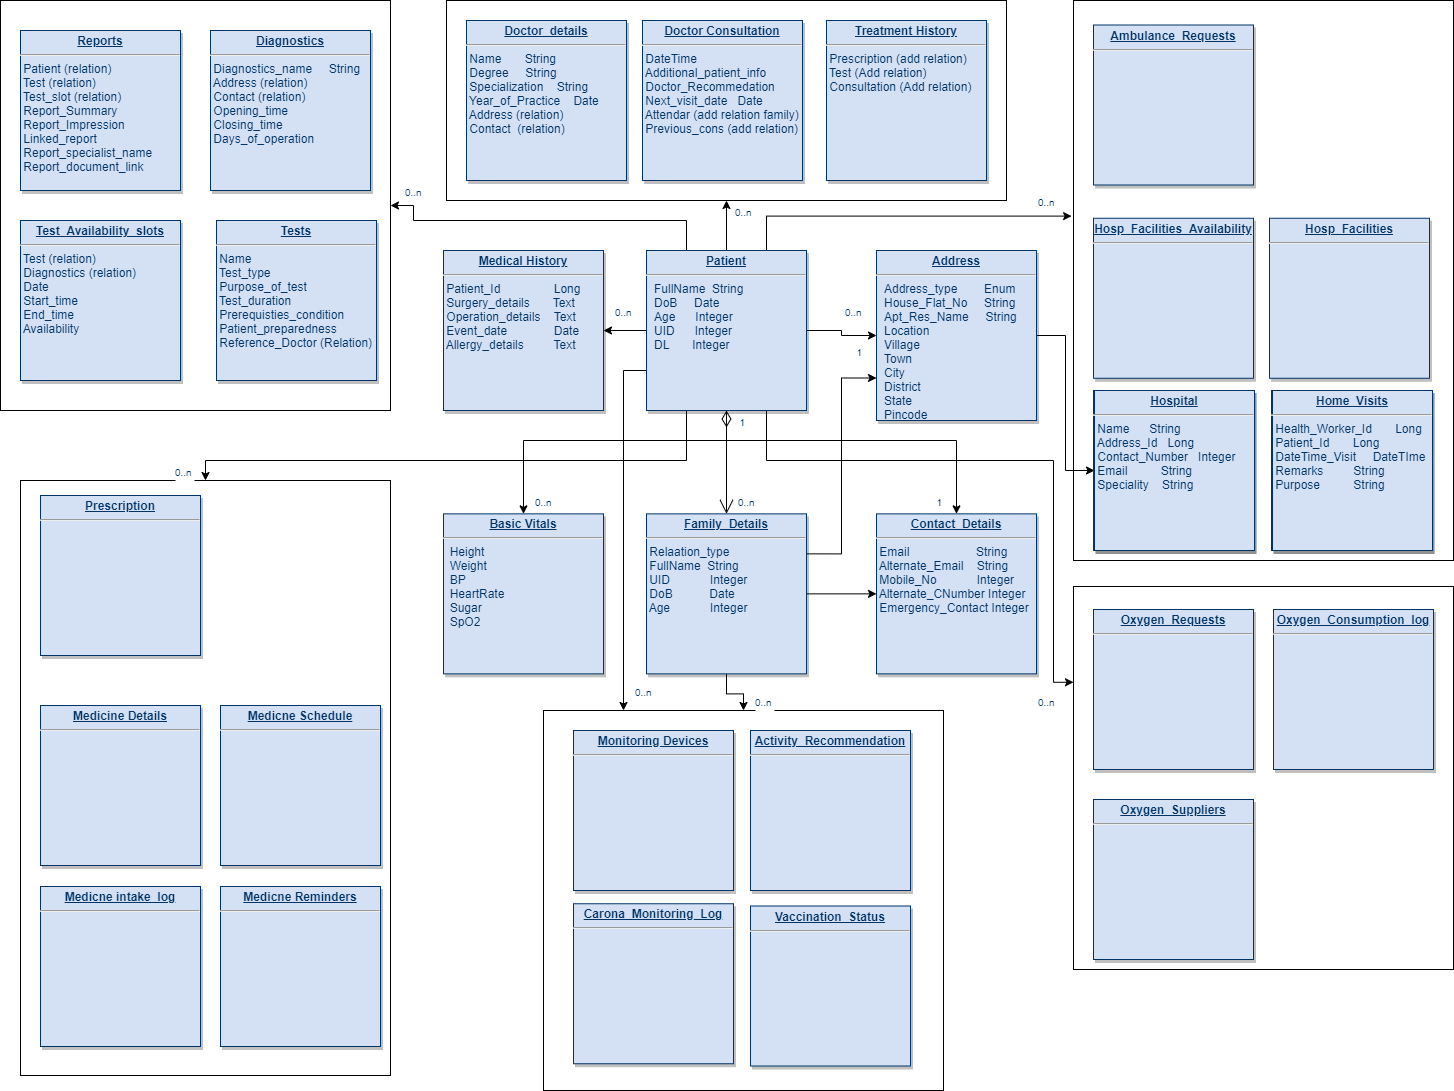 Reports
Patient (relation)
Test (relation)
Test_slot (relation)
Report_Summary
Report_Impression
Linked_report
Report_specialist_name
Report_document_link
Diagnostics
Diagnostics_name String
Address (relation)
Contact (relation)
Opening_time
Closing_time
Days_of_operation
Test_Availability_slots
Test (relation)
Diagnostics (relation)
Date
Start_time
End_time
Availability
Tests
Name
Test_type
Purpose_of_test
Test_duration
Prerequisties_condition
Patient_preparedness
Reference_Doctor (Relation)
0..n
Doctor_details
Name String
Degree String
Specialization String
Year_of_Practice Date
Address (relation)
Contact (relation)
Doctor Consultation
DateTime
Additional_patient_info
Doctor_Recommedation
Next_visit_date Date
Attendar (add relation family)
Previous_cons (add relation)
Treatment History
Prescription (add relation)
Test (Add relation)
Consultation (Add relation)
0..n
0..n
Ambulance_Requests
Hosp_Facilities_Availability
Hosp_Facilities
Hospital
Name String
Address_Id Long
Contact_Number Integer
Email String
Speciality String
Home_Visits
Health_Worker_Id Long
Patient_Id Long
DateTime_Visit DateTIme
Remarks String
Purpose String
Medical History
Patient_Id Long
Surgery_details Text
Operation_details Text
Event_date Date
Allergy_details Text
0..n
Patient
FullName String
DoB Date
Age Integer
UID Integer
DL Integer
0..n
1
1
Address
Address_type Enum
House_Flat_No String
Apt_Res_Name String
Location
Village
Town
City
District
State
Pincode
0..n
0..n
0..n
1
Basic Vitals
Height
Weight
BP
HeartRate
Sugar
SpO2
Family_Details
Relaation_type
FullName String
UID Integer
DoB Date
Age Integer
Contact_Details
Email String
Alternate_Email String
Mobile_No Integer
Alternate_CNumber Integer
Emergency_Contact Integer
0..n
0..n
0..n
Prescription
Medicine Details
Medicne Schedule
Medicne intake_log
Medicne Reminders
Monitoring Devices
Activity_Recommendation
Carona_Monitoring_Log
Vaccination_Status
Oxygen_Requests
Oxygen_Consumption_log
Oxygen_Suppliers